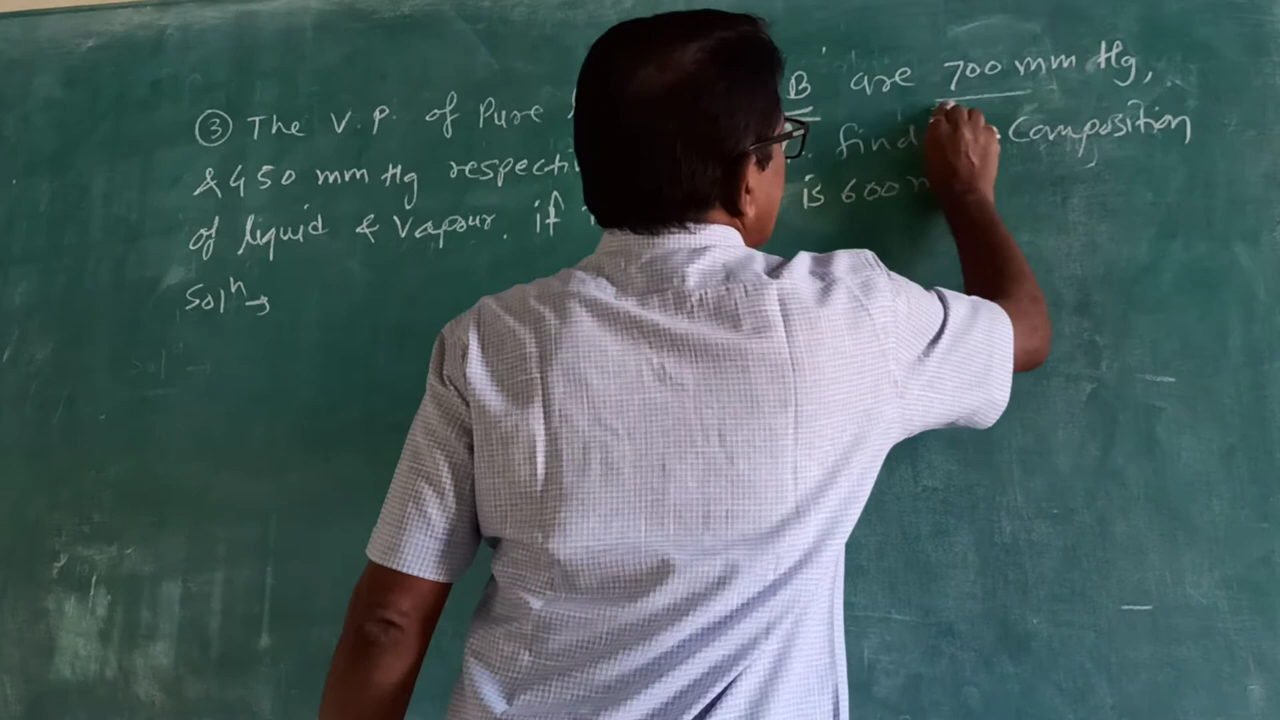 ③ The V.P. of Pure B are 700 mm Hg,
& 450 mm Hg respecti find Composition
of liquid & Vapour. if is 600
Solⁿ→